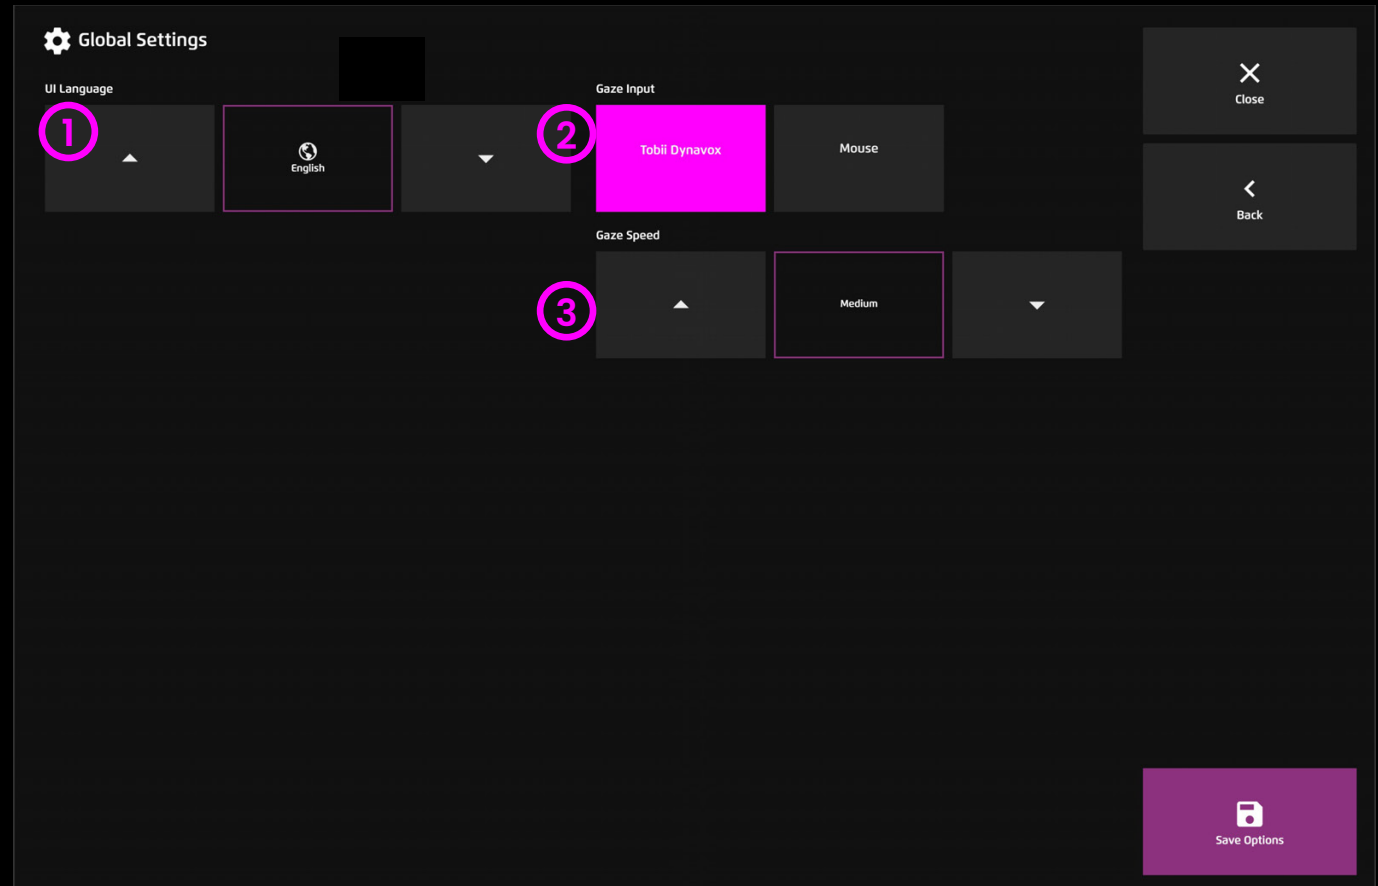 Global Settings
UI Language
1
English
Gaze Input
2
Tobii Dynavox
Mouse
Gaze Speed
3
Medium
Close
Back
Save Options